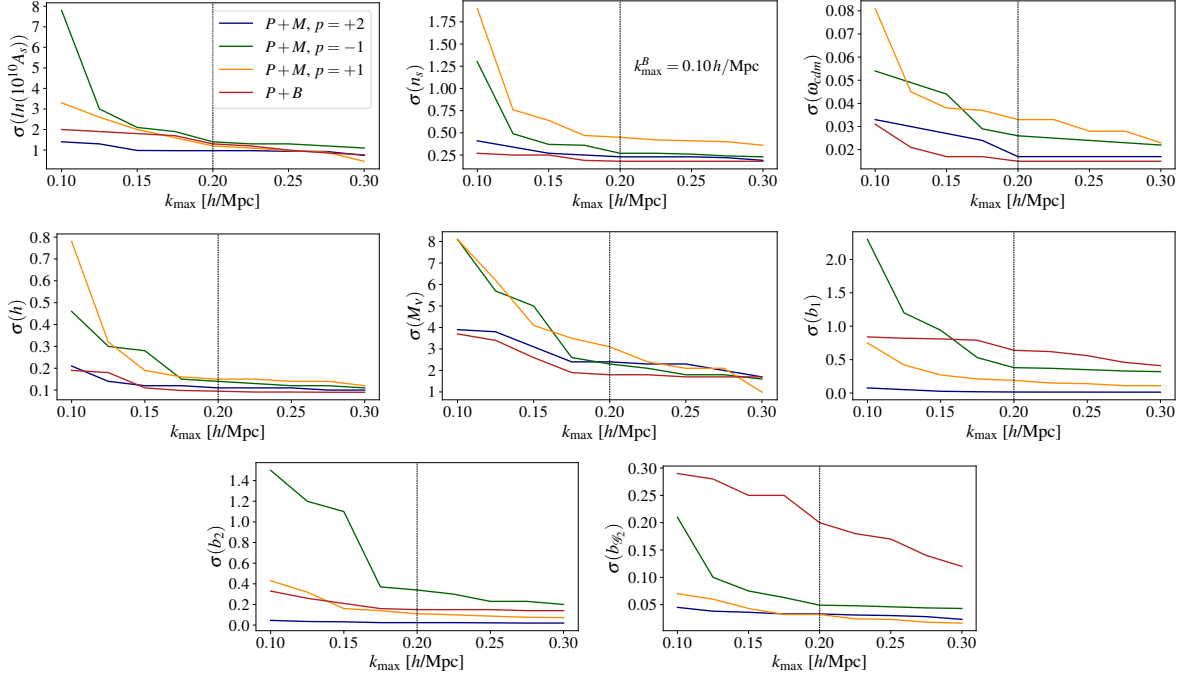 σ(ln(10^{10}A_s))
8
7
6
5
4
3
2
1
0.10 0.15 0.20 0.25 0.30
k_max [h/Mpc]
P + M, p = +2
P + M, p = −1
P + M, p = +1
P + B
σ(n_s)
1.75
1.50
1.25
1.00
0.75
0.50
0.25
0.10 0.15 0.20 0.25 0.30
k_max [h/Mpc]
k^B_max = 0.10 h/Mpc
σ(ω_cdm)
0.08
0.07
0.06
0.05
0.04
0.03
0.02
0.10 0.15 0.20 0.25 0.30
k_max [h/Mpc]
σ(h)
0.8
0.7
0.6
0.5
0.4
0.3
0.2
0.1
0.10 0.15 0.20 0.25 0.30
k_max [h/Mpc]
σ(M_ν)
8
7
6
5
4
3
2
1
0.10 0.15 0.20 0.25 0.30
k_max [h/Mpc]
σ(b_1)
2.0
1.5
1.0
0.5
0.0
0.10 0.15 0.20 0.25 0.30
k_max [h/Mpc]
σ(b_2)
1.4
1.2
1.0
0.8
0.6
0.4
0.2
0.0
0.10 0.15 0.20 0.25 0.30
k_max [h/Mpc]
σ(b_{𝒢_2})
0.30
0.25
0.20
0.15
0.10
0.05
0.10 0.15 0.20 0.25 0.30
k_max [h/Mpc]